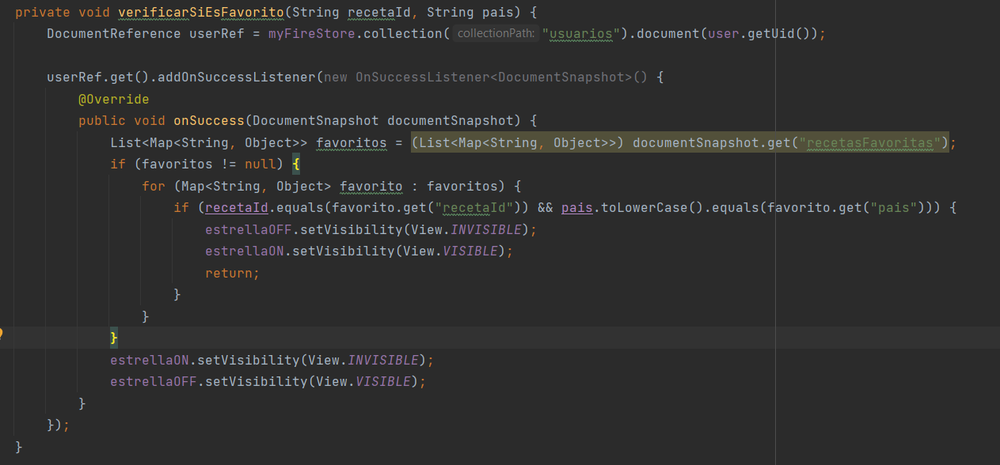 private void verificarSiEsFavorito(String recetaId, String pais) {
    DocumentReference userRef = myFireStore.collection( collectionPath: "usuarios").document(user.getUid());
    userRef.get().addOnSuccessListener(new OnSuccessListener<DocumentSnapshot>() {
        @Override
        public void onSuccess(DocumentSnapshot documentSnapshot) {
            List<Map<String, Object>> favoritos = (List<Map<String, Object>>) documentSnapshot.get("recetasFavoritas");
            if (favoritos != null) {
                for (Map<String, Object> favorito : favoritos) {
                    if (recetaId.equals(favorito.get("recetaId")) && pais.toLowerCase().equals(favorito.get("pais"))) {
                        estrellaOFF.setVisibility(View.INVISIBLE);
                        estrellaON.setVisibility(View.VISIBLE);
                        return;
                    }
                }
            }
            estrellaON.setVisibility(View.INVISIBLE);
            estrellaOFF.setVisibility(View.VISIBLE);
        }
    });
}